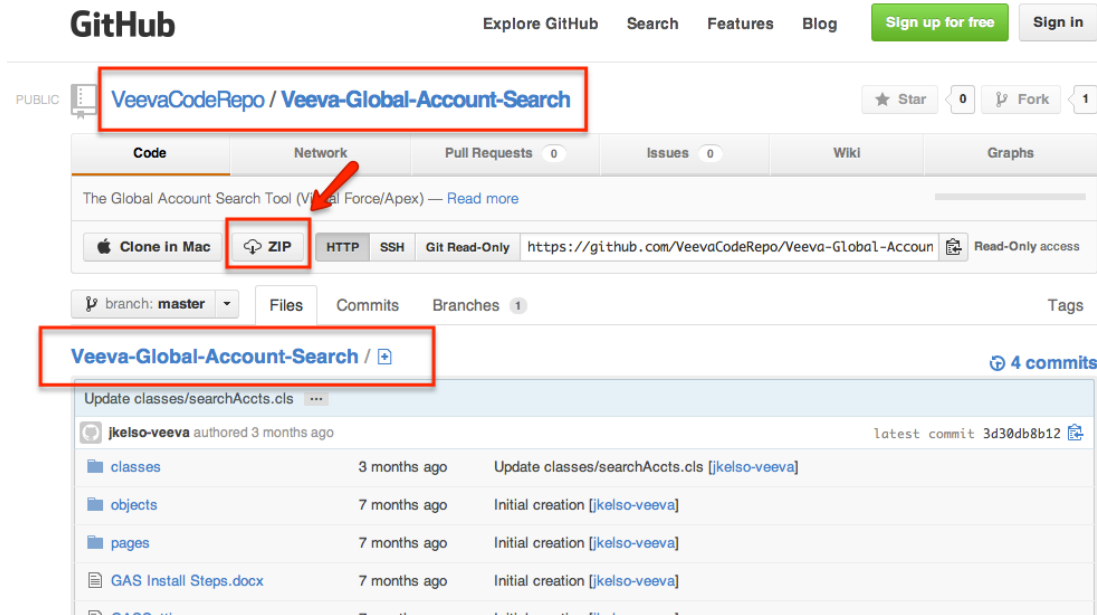 GitHub Explore GitHub Search Features Blog Sign up for free Sign in
PUBLIC VeevaCodeRepo / Veeva-Global-Account-Search Star 0 Fork 1
Code Network Pull Requests 0 Issues 0 Wiki Graphs
The Global Account Search Tool (Vi al Force/Apex) — Read more
Clone in Mac ZIP HTTP SSH Git Read-Only https://github.com/VeevaCodeRepo/Veeva-Global-Accoun Read-Only access
branch: master Files Commits Branches 1 Tags
Veeva-Global-Account-Search /
4 commits
Update classes/searchAccts.cls ...
jkelso-veeva authored 3 months ago latest commit 3d30db8b12
classes 3 months ago Update classes/searchAccts.cls [jkelso-veeva]
objects 7 months ago Initial creation [jkelso-veeva]
pages 7 months ago Initial creation [jkelso-veeva]
GAS Install Steps.docx 7 months ago Initial creation [jkelso-veeva]